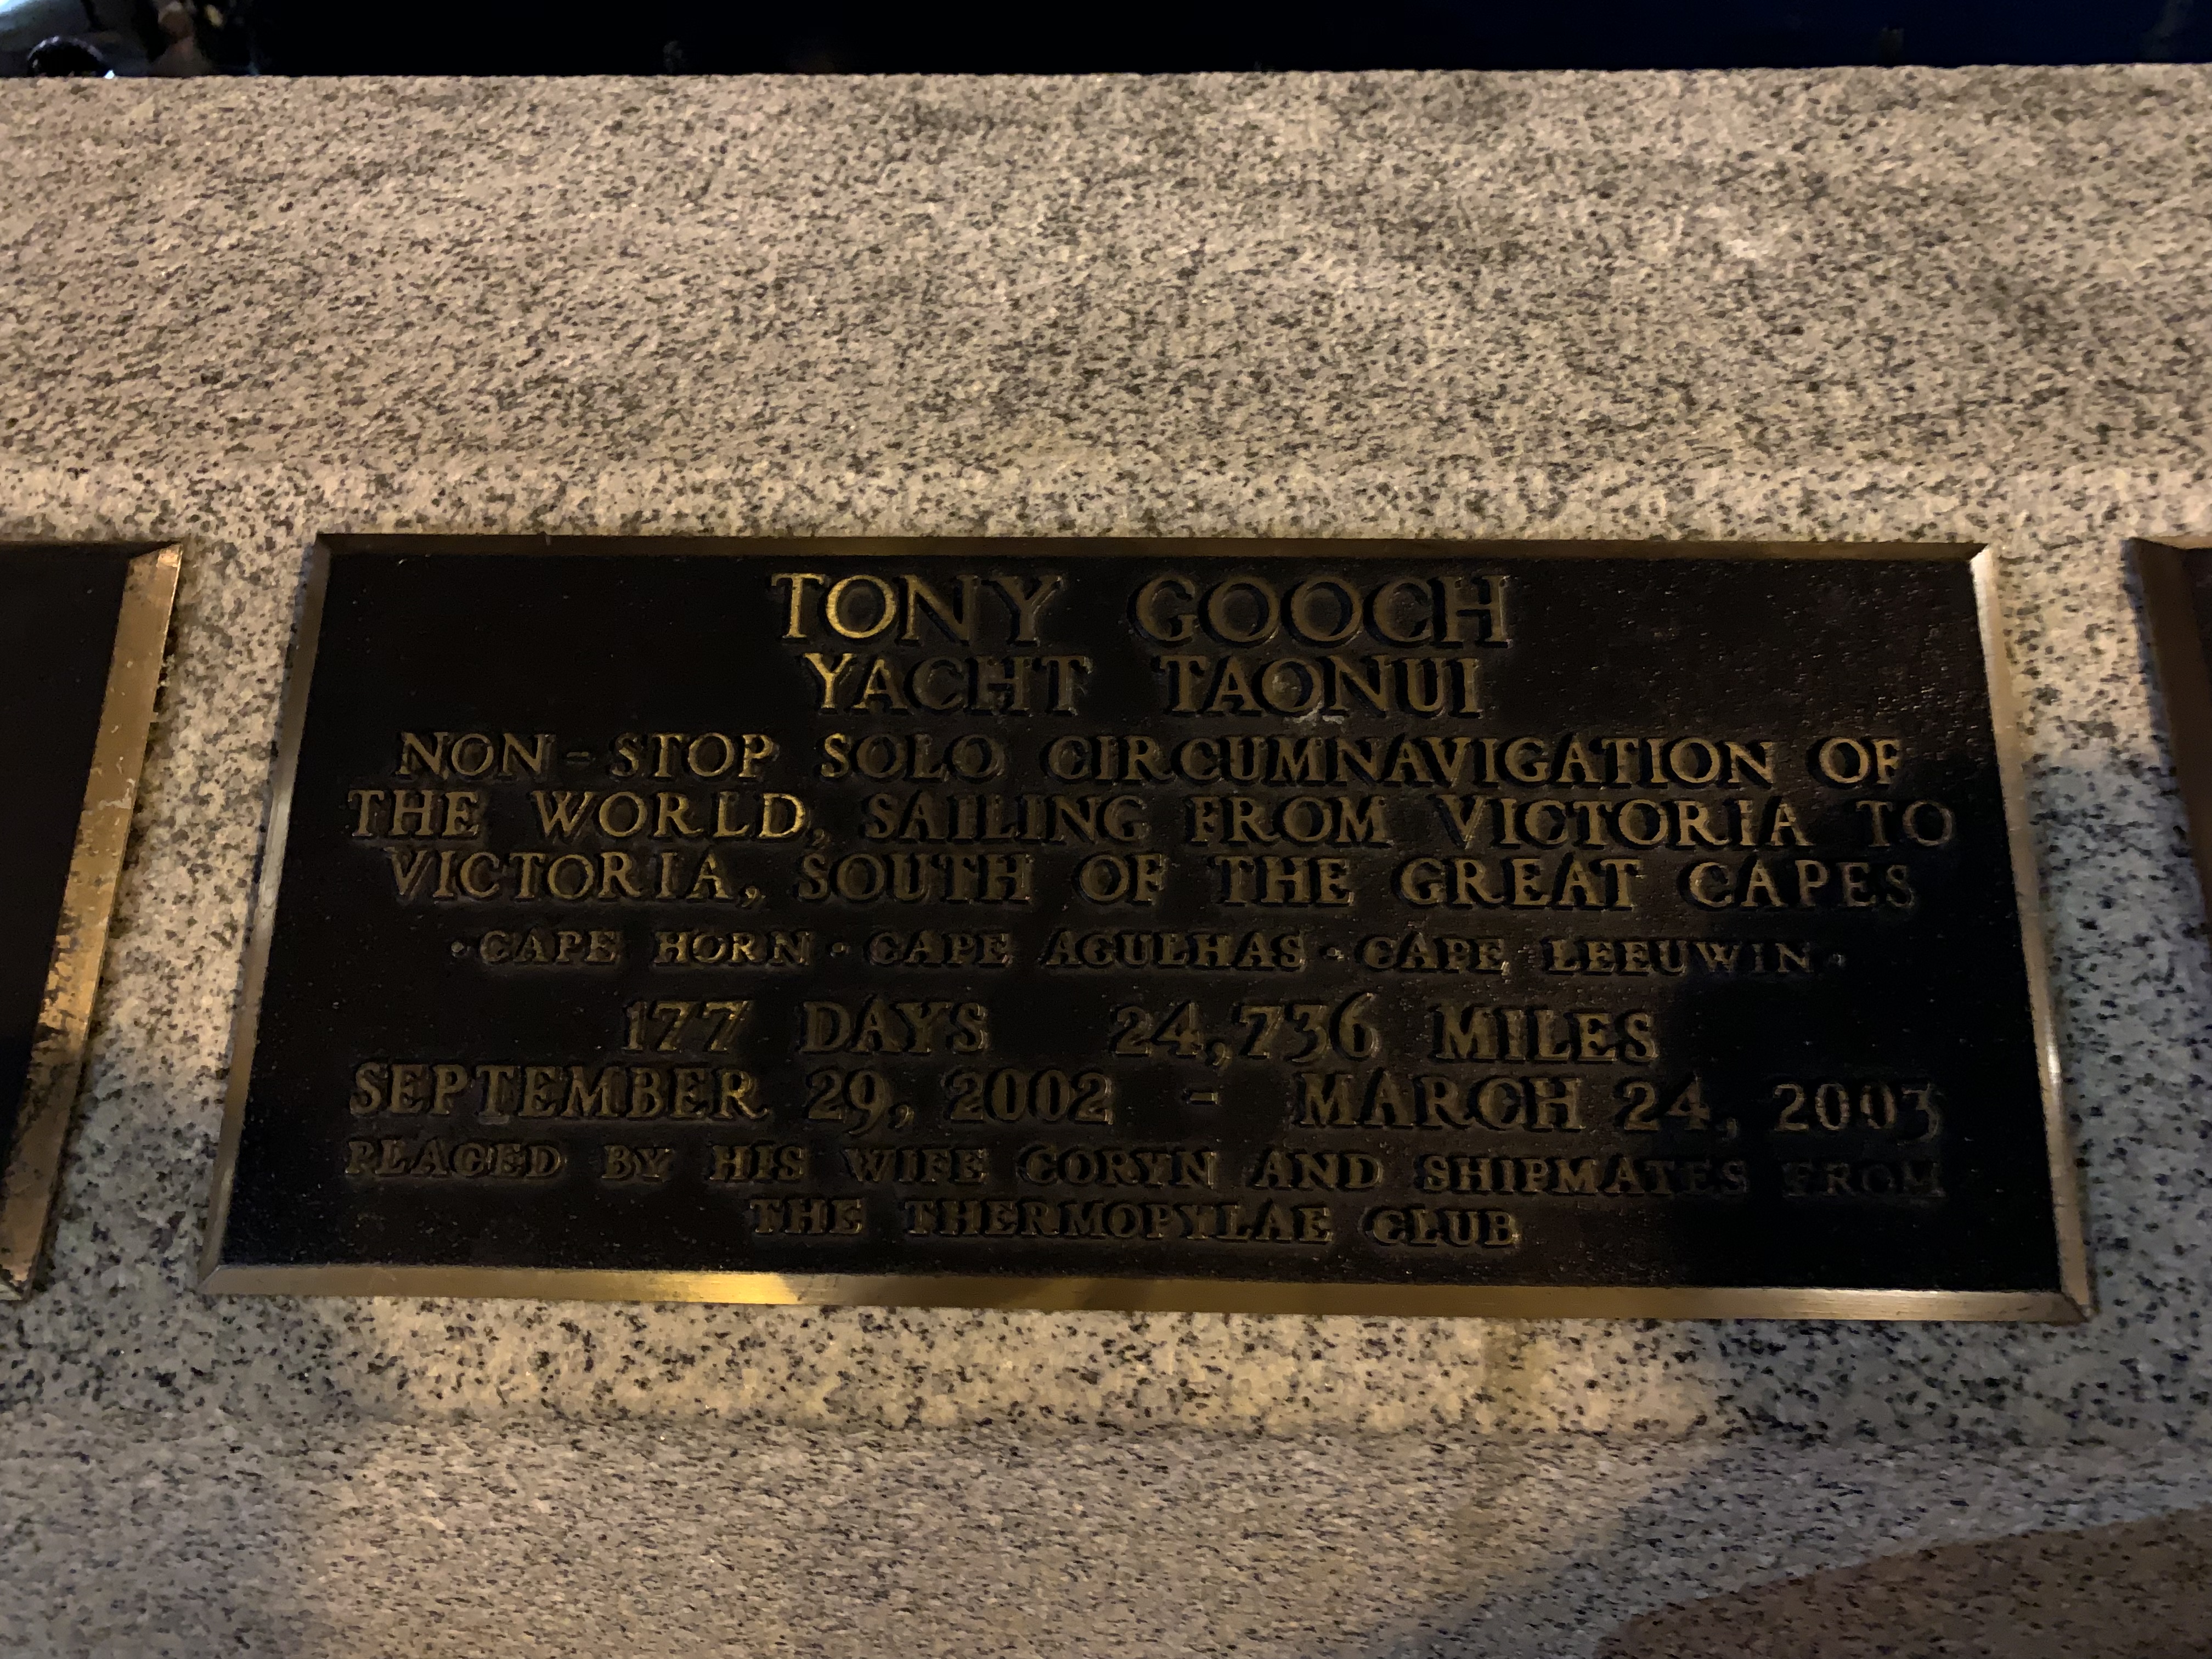 TONY GOOCH
YACHT TAONUI
NON-STOP SOLO CIRCUMNAVIGATION OF
THE WORLD, SAILING FROM VICTORIA TO
VICTORIA, SOUTH OF THE GREAT CAPES
· CAPE HORN · CAPE AGULHAS · CAPE LEEUWIN ·
177 DAYS 24,736 MILES
SEPTEMBER 29, 2002 - MARCH 24, 2003
PLACED BY HIS WIFE CORYN AND SHIPMATES FROM
THE THERMOPYLAE CLUB